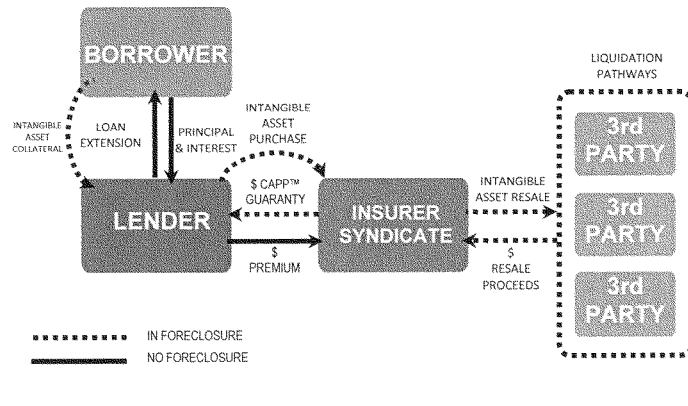 BORROWER
INTANGIBLE
ASSET
COLLATERAL
LOAN
EXTENSION
PRINCIPAL
& INTEREST
INTANGIBLE
ASSET
PURCHASE
LENDER
$ CAPP™
GUARANTY
$
PREMIUM
INSURER
SYNDICATE
INTANGIBLE
ASSET RESALE
$
RESALE
PROCEEDS
LIQUIDATION
PATHWAYS
3rd
PARTY
3rd
PARTY
3rd
PARTY
IN FORECLOSURE
NO FORECLOSURE